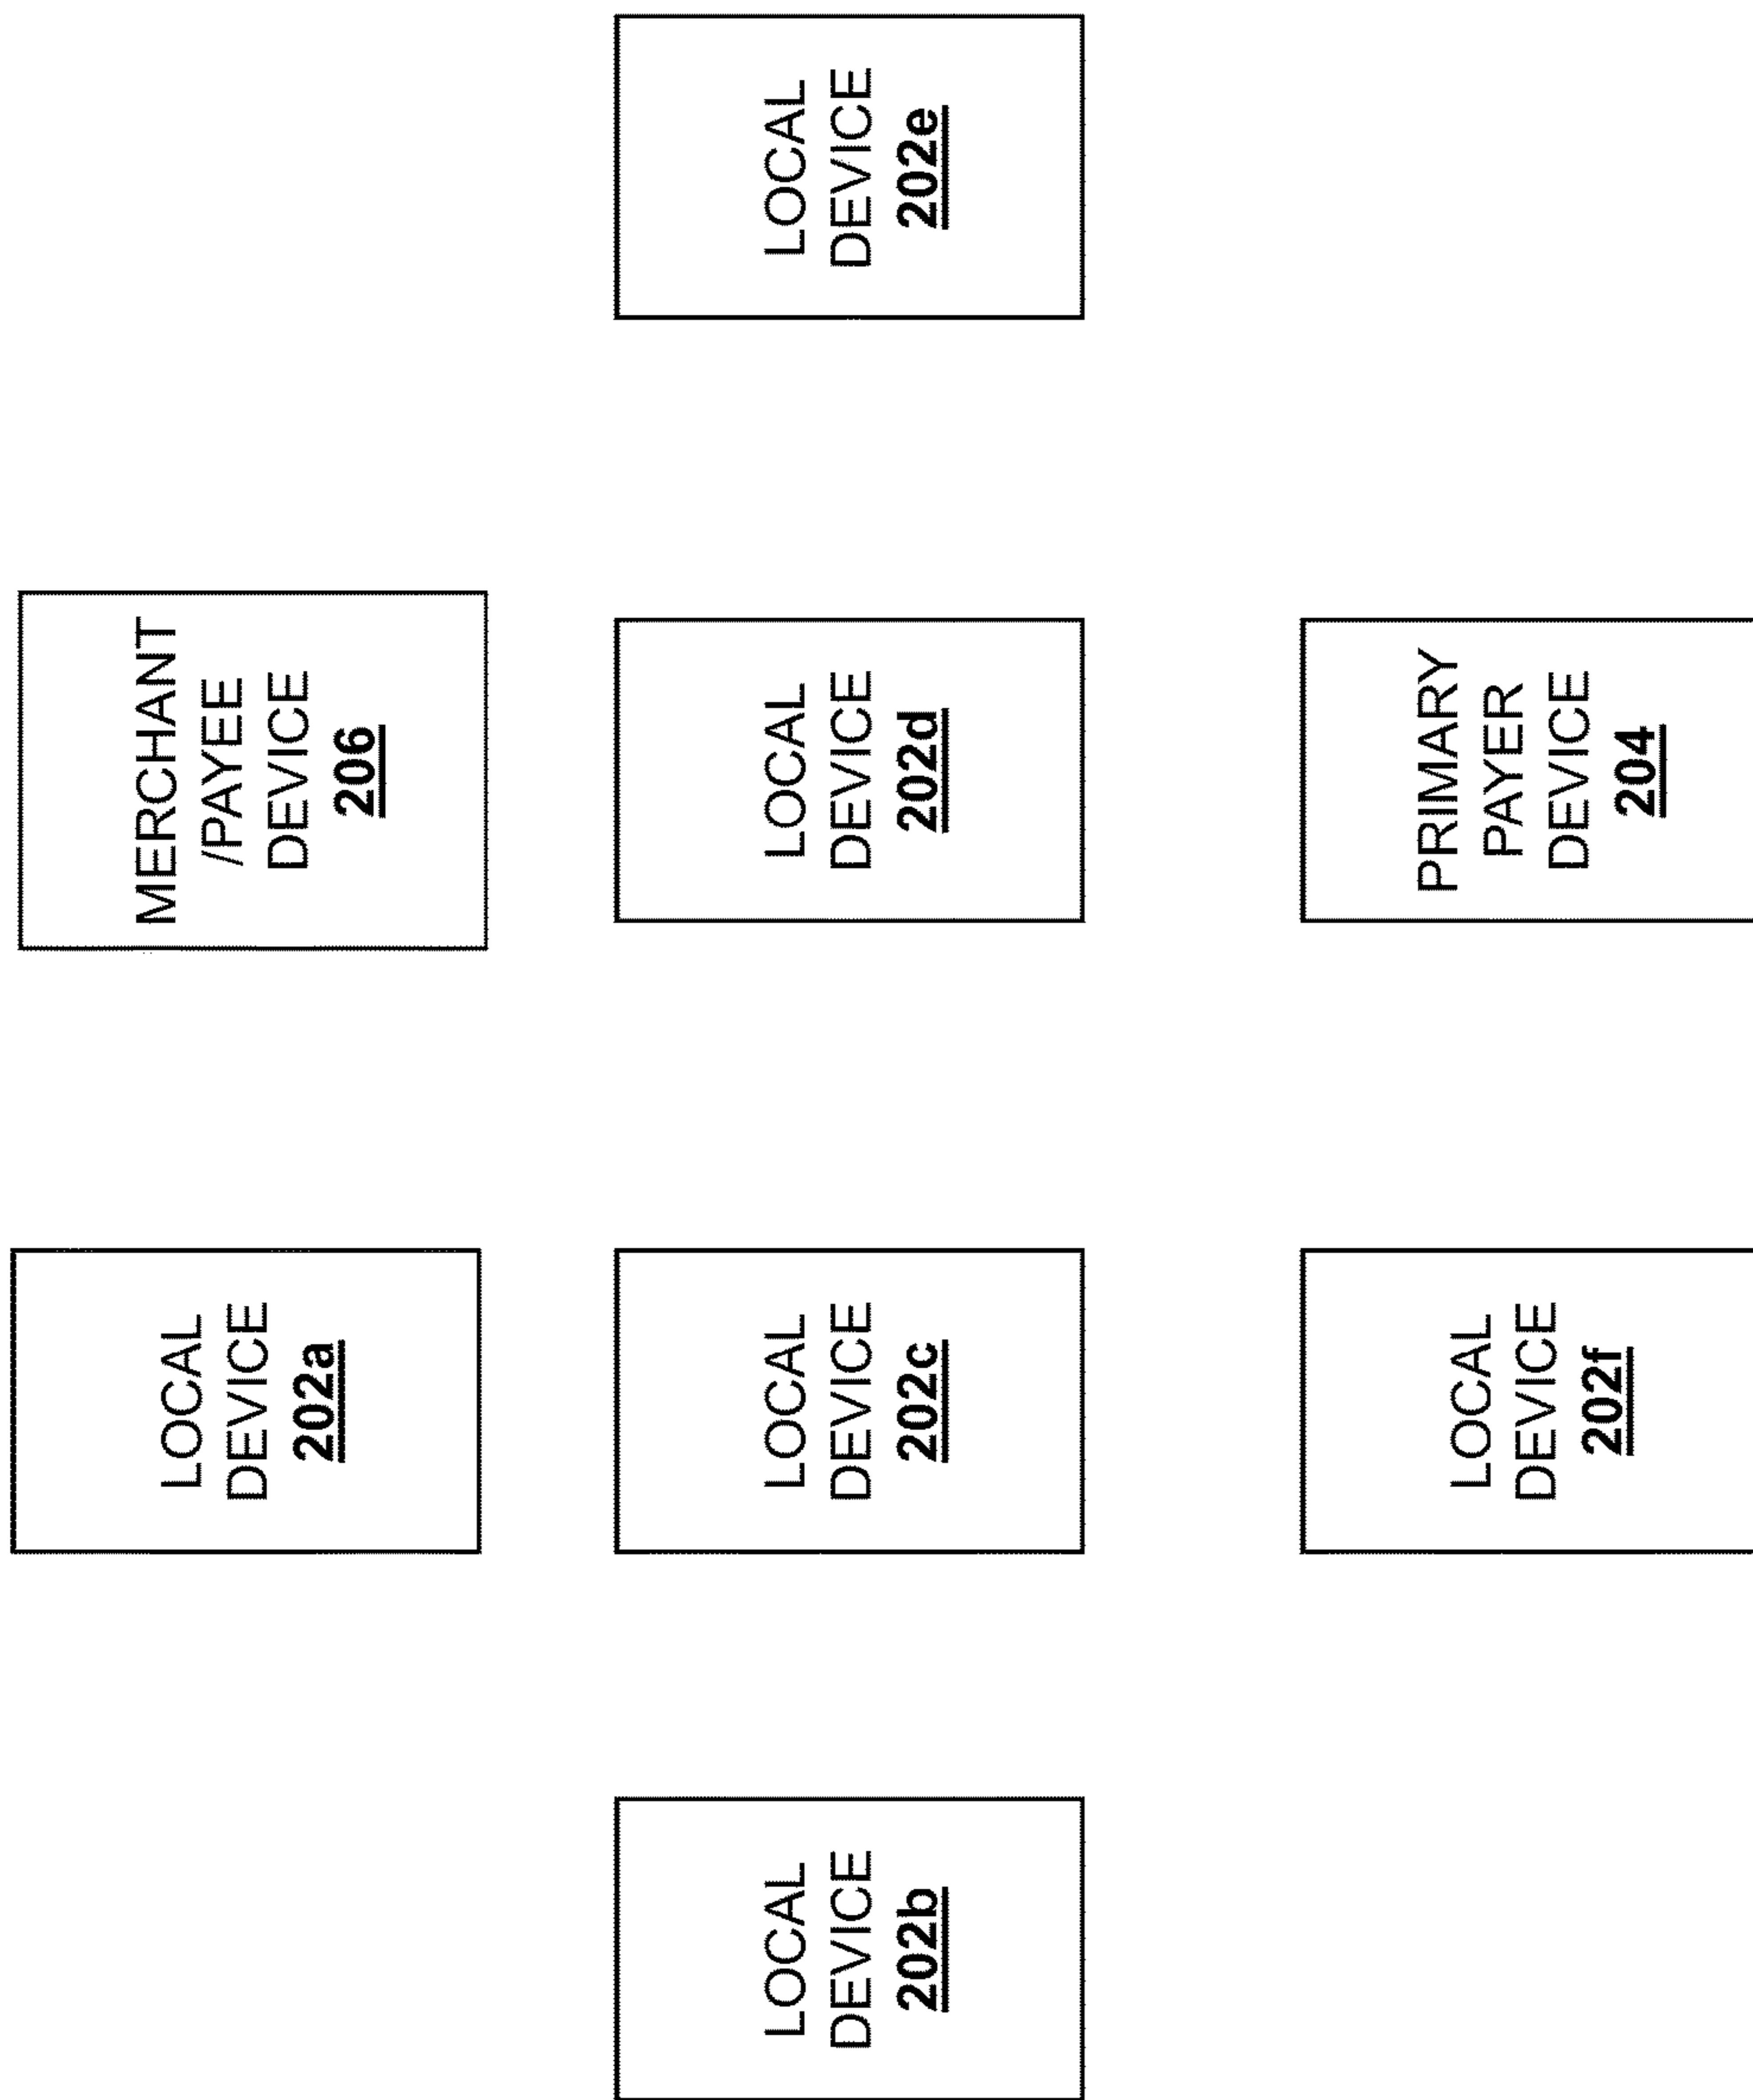 LOCAL
DEVICE
202a
MERCHANT
/PAYEE
DEVICE
206
LOCAL
DEVICE
202b
LOCAL
DEVICE
202c
LOCAL
DEVICE
202d
LOCAL
DEVICE
202e
LOCAL
DEVICE
202f
PRIMARY
PAYER
DEVICE
204